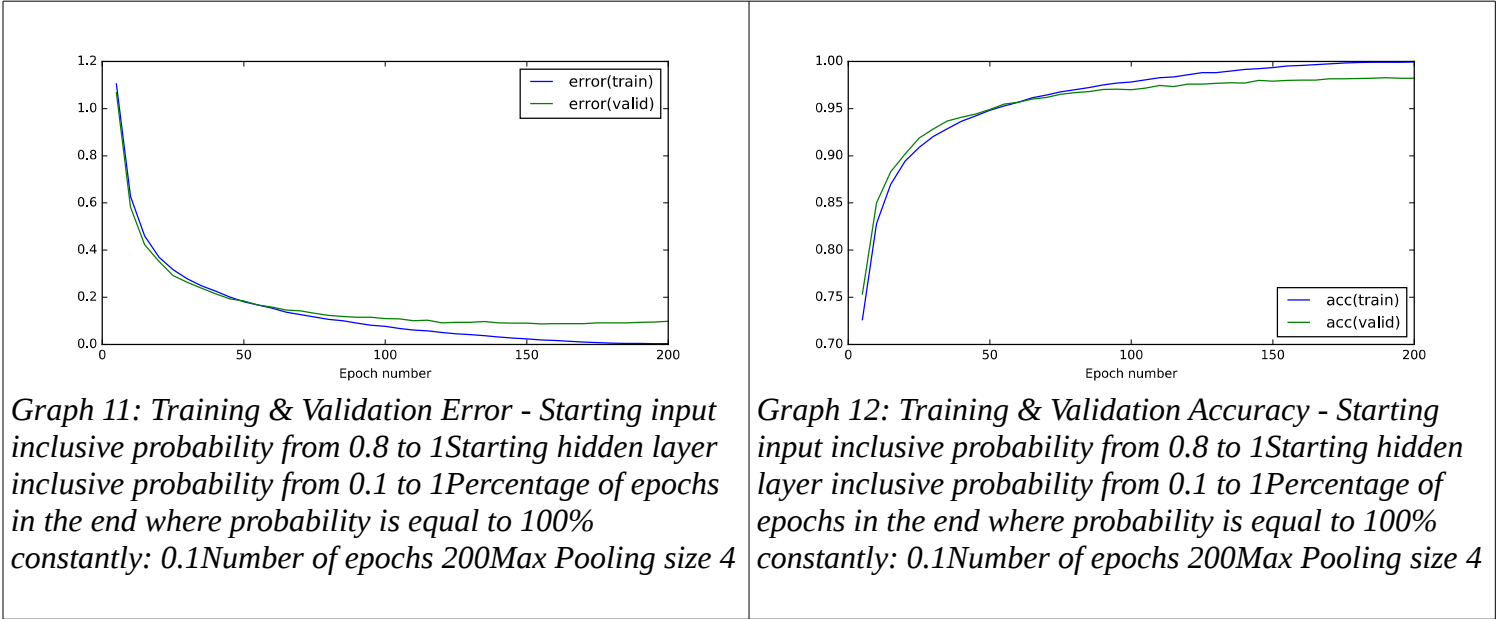 1.2
1.0
0.8
0.6
0.4
0.2
0.0
0
50
100
150
200
Epoch number
error(train)
error(valid)
Graph 11: Training & Validation Error - Starting input
inclusive probability from 0.8 to 1Starting hidden layer
inclusive probability from 0.1 to 1Percentage of epochs
in the end where probability is equal to 100%
constantly: 0.1Number of epochs 200Max Pooling size 4
1.00
0.95
0.90
0.85
0.80
0.75
0.70
0
50
100
150
200
Epoch number
acc(train)
acc(valid)
Graph 12: Training & Validation Accuracy - Starting
input inclusive probability from 0.8 to 1Starting hidden
layer inclusive probability from 0.1 to 1Percentage of
epochs in the end where probability is equal to 100%
constantly: 0.1Number of epochs 200Max Pooling size 4